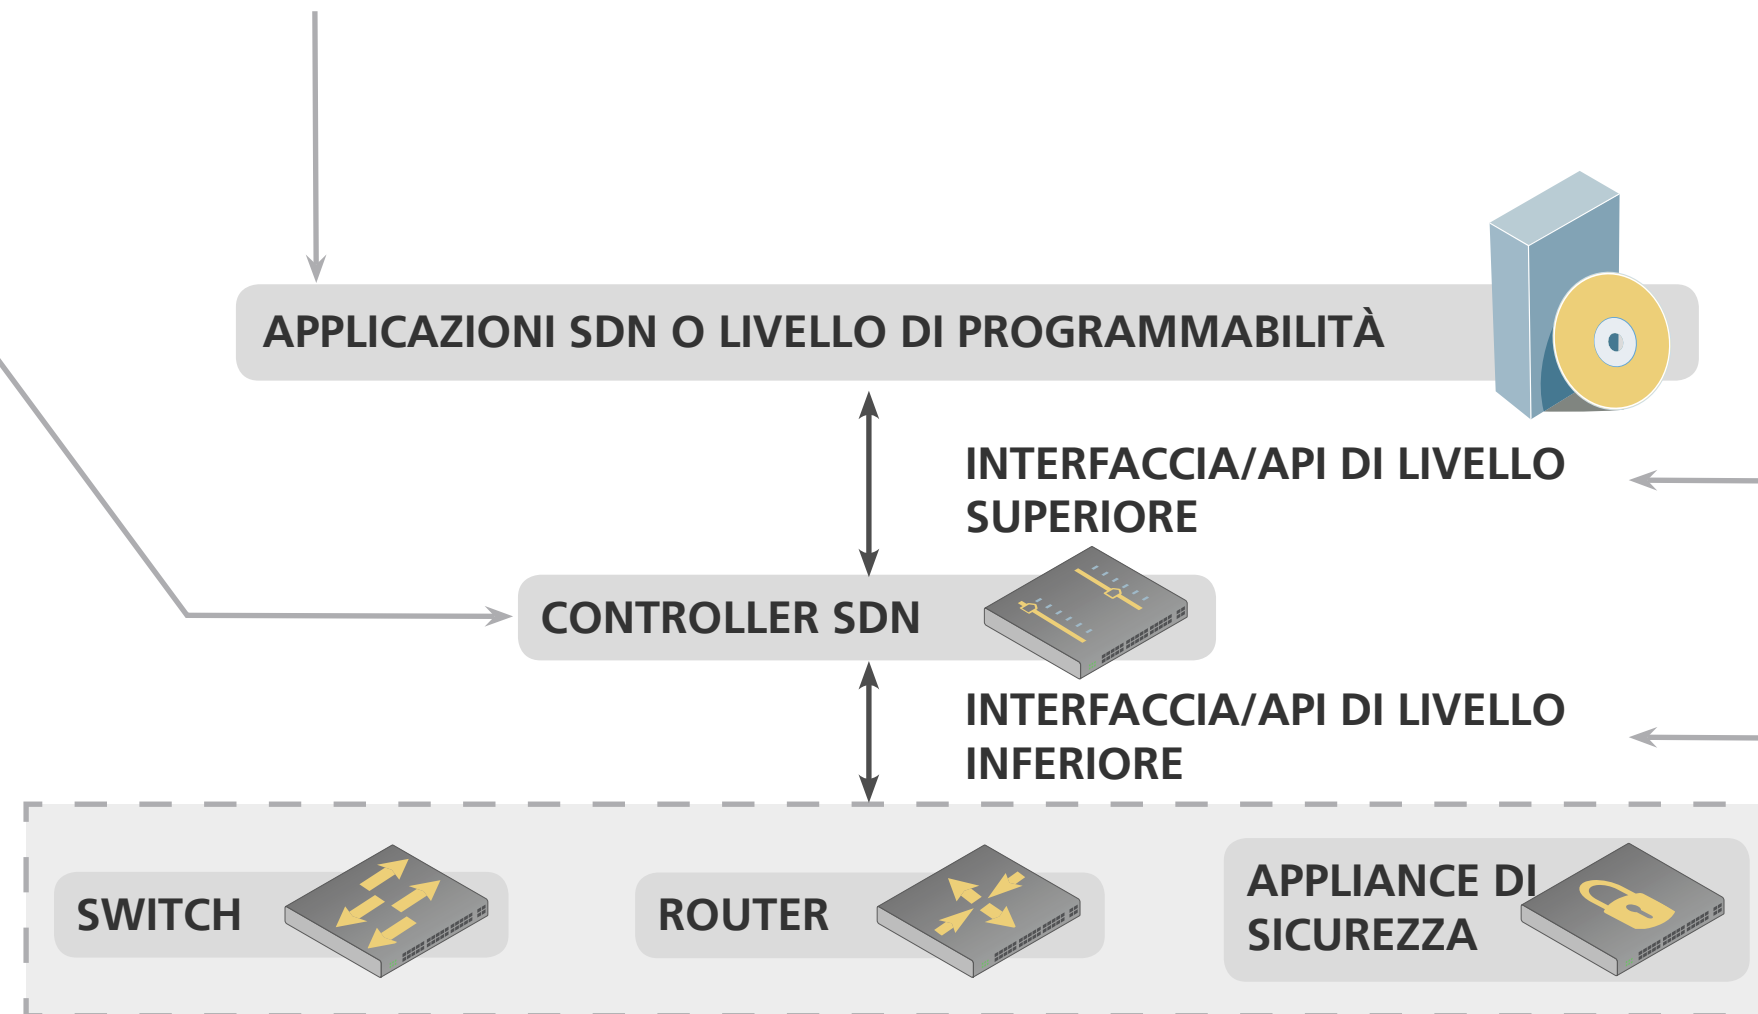 APPLICAZIONI SDN O LIVELLO DI PROGRAMMABILITÀ
INTERFACCIA/API DI LIVELLO
SUPERIORE
CONTROLLER SDN
INTERFACCIA/API DI LIVELLO
INFERIORE
SWITCH
ROUTER
APPLIANCE DI
SICUREZZA